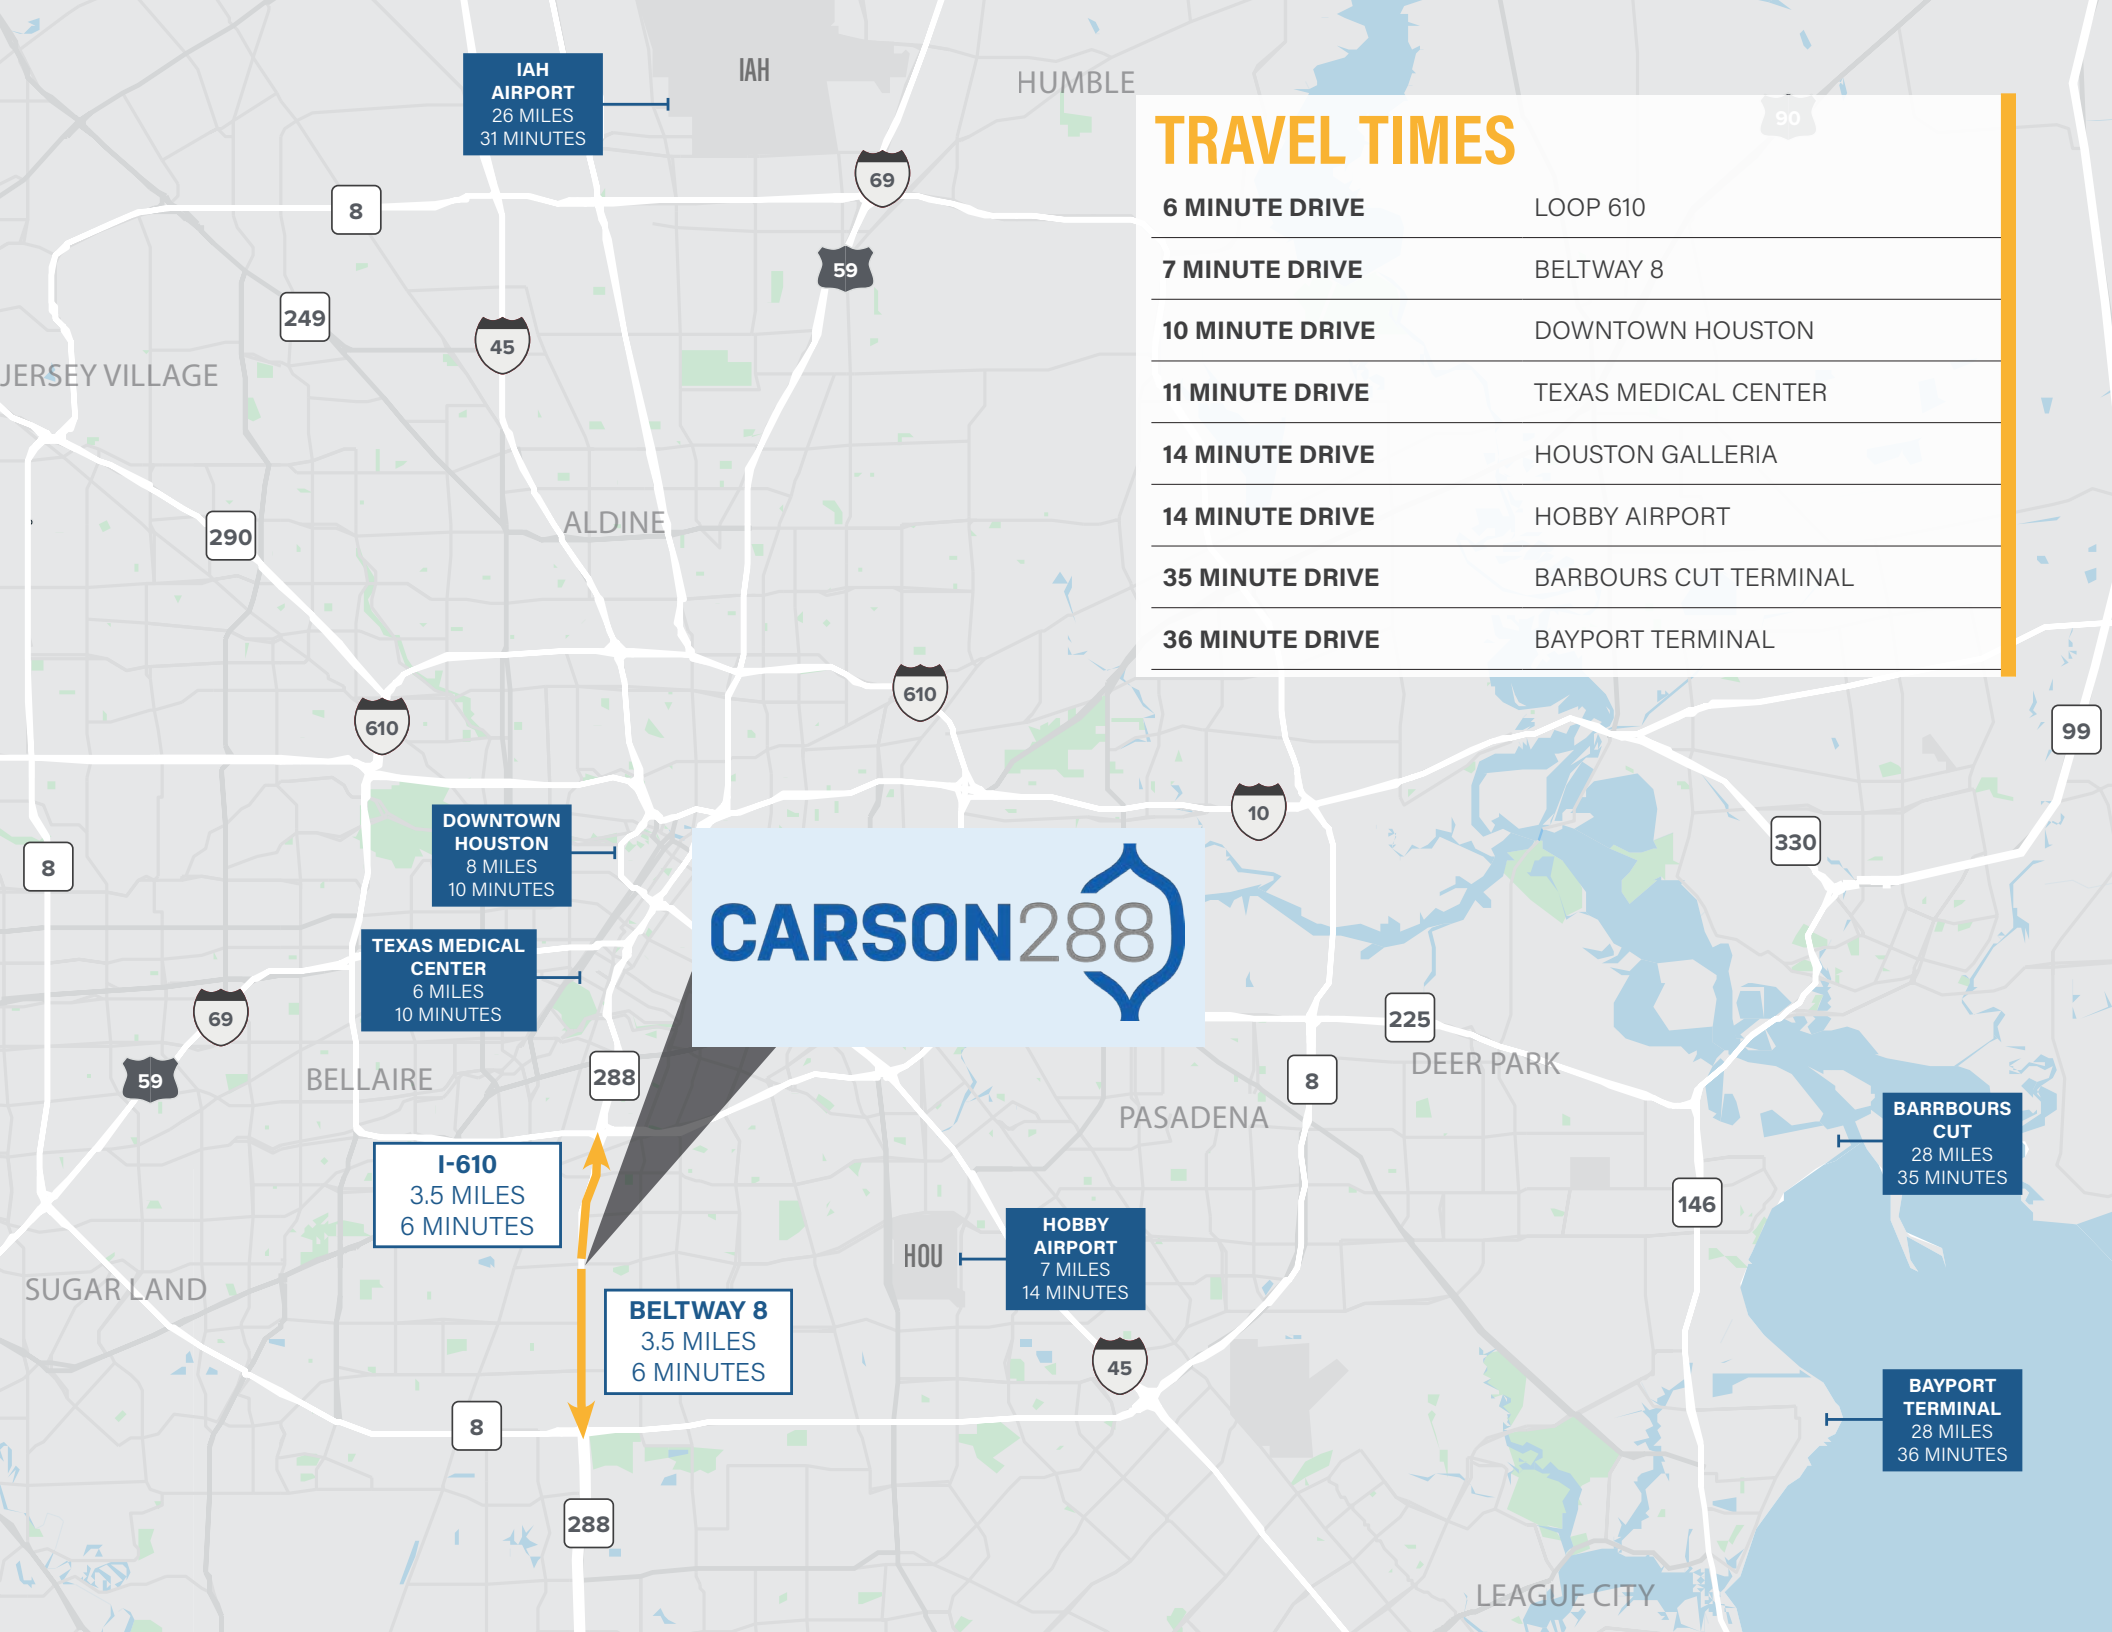 IAH
AIRPORT
26 MILES
31 MINUTES
IAH
HUMBLE
90
TRAVEL TIMES
6 MINUTE DRIVE LOOP 610
7 MINUTE DRIVE BELTWAY 8
10 MINUTE DRIVE DOWNTOWN HOUSTON
11 MINUTE DRIVE TEXAS MEDICAL CENTER
14 MINUTE DRIVE HOUSTON GALLERIA
14 MINUTE DRIVE HOBBY AIRPORT
35 MINUTE DRIVE BARBOURS CUT TERMINAL
36 MINUTE DRIVE BAYPORT TERMINAL
69
8
59
249
45
JERSEY VILLAGE
ALDINE
290
610
610
99
10
330
8
DOWNTOWN
HOUSTON
8 MILES
10 MINUTES
CARSON288
TEXAS MEDICAL
CENTER
6 MILES
10 MINUTES
69
225
59
BELLAIRE
288
DEER PARK
8
PASADENA
BARRBOURS
CUT
28 MILES
35 MINUTES
I-610
3.5 MILES
6 MINUTES
146
HOU
HOBBY
AIRPORT
7 MILES
14 MINUTES
SUGAR LAND
BELTWAY 8
3.5 MILES
6 MINUTES
45
BAYPORT
TERMINAL
28 MILES
36 MINUTES
8
288
LEAGUE CITY